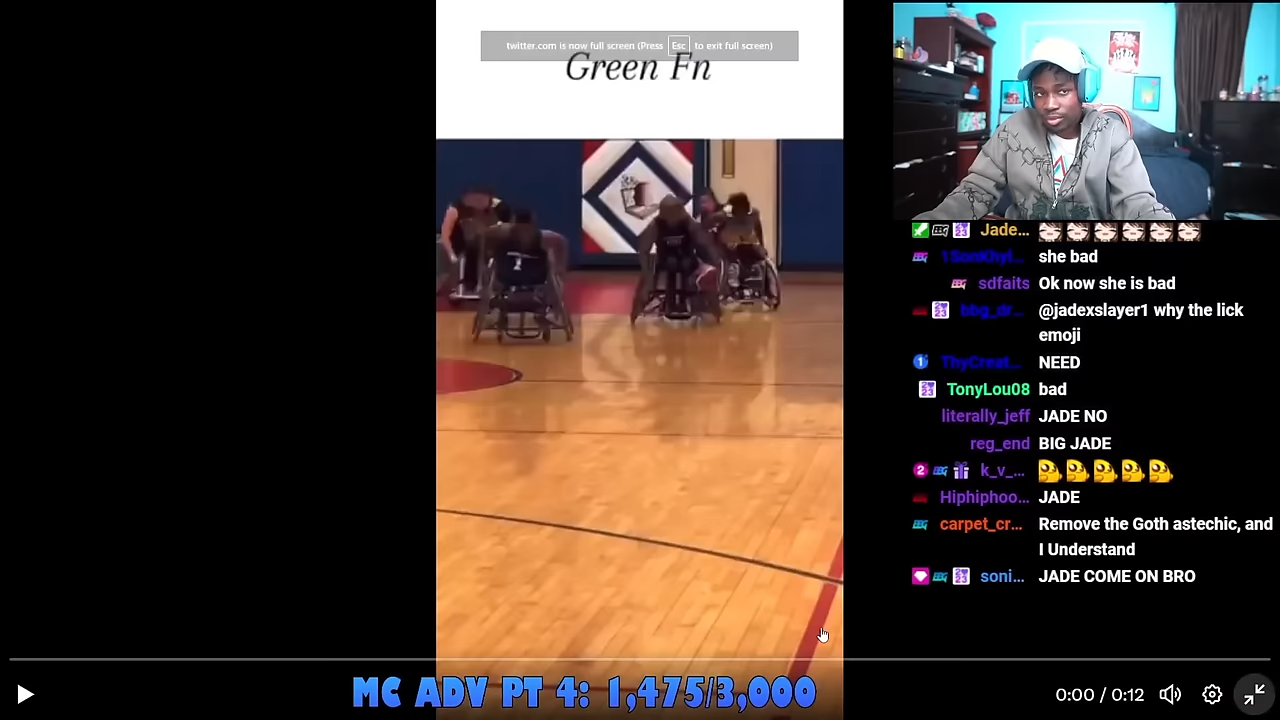 twitter.com is now full screen (Press Esc to exit full screen)
Green Fn
Jade...
1SonKhyl... she bad
sdfaits Ok now she is bad
bbg_dr... @jadexslayer1 why the lick
emoji
ThyCreat... NEED
TonyLou08 bad
literally_jeff JADE NO
reg_end BIG JADE
k_v_...
Hiphiphoo... JADE
carpet_cr... Remove the Goth astechic, and
I Understand
soni... JADE COME ON BRO
MC ADV PT 4: 1,475/3,000
0:00 / 0:12